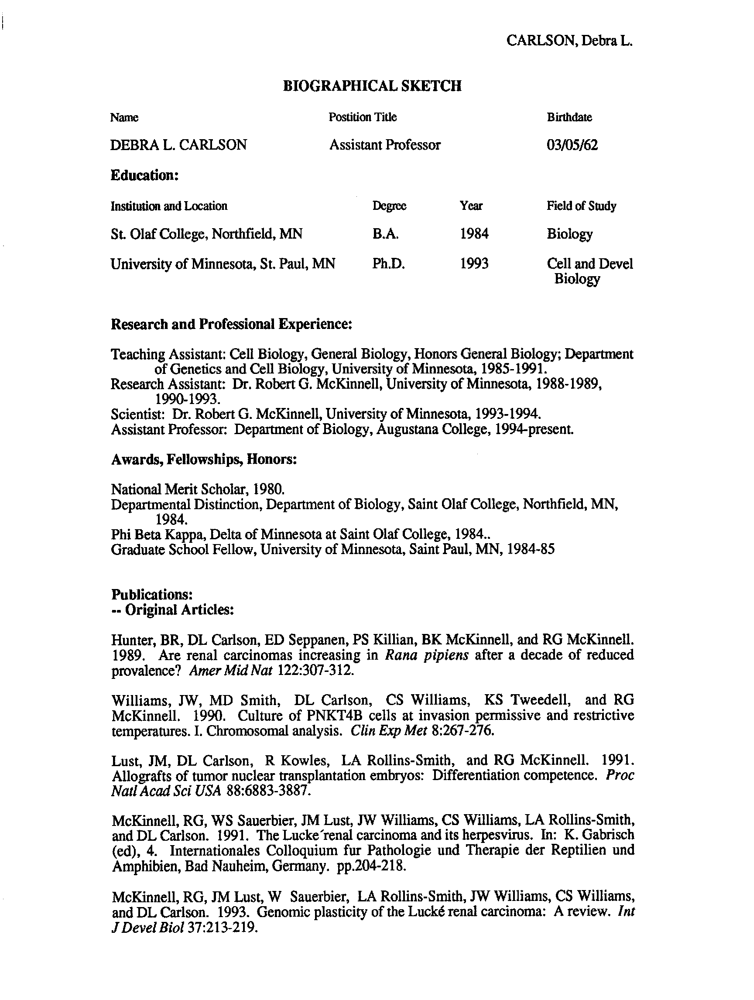 CARLSON, Debra L.
BIOGRAPHICAL SKETCH
Name Postition Title Birthdate
DEBRA L. CARLSON Assistant Professor 03/05/62
Education:
Institution and Location Degree Year Field of Study
St. Olaf College, Northfield, MN B.A. 1984 Biology
University of Minnesota, St. Paul, MN Ph.D. 1993 Cell and Devel
Biology
Research and Professional Experience:
Teaching Assistant: Cell Biology, General Biology, Honors General Biology; Department
of Genetics and Cell Biology, University of Minnesota, 1985-1991.
Research Assistant: Dr. Robert G. McKinnell, University of Minnesota, 1988-1989,
1990-1993.
Scientist: Dr. Robert G. McKinnell, University of Minnesota, 1993-1994.
Assistant Professor: Department of Biology, Augustana College, 1994-present.
Awards, Fellowships, Honors:
National Merit Scholar, 1980.
Departmental Distinction, Department of Biology, Saint Olaf College, Northfield, MN,
1984.
Phi Beta Kappa, Delta of Minnesota at Saint Olaf College, 1984..
Graduate School Fellow, University of Minnesota, Saint Paul, MN, 1984-85
Publications:
-- Original Articles:
Hunter, BR, DL Carlson, ED Seppanen, PS Killian, BK McKinnell, and RG McKinnell.
1989. Are renal carcinomas increasing in Rana pipiens after a decade of reduced
provalence? Amer Mid Nat 122:307-312.
Williams, JW, MD Smith, DL Carlson, CS Williams, KS Tweedell, and RG
McKinnell. 1990. Culture of PNKT4B cells at invasion permissive and restrictive
temperatures. I. Chromosomal analysis. Clin Exp Met 8:267-276.
Lust, JM, DL Carlson, R Kowles, LA Rollins-Smith, and RG McKinnell. 1991.
Allografts of tumor nuclear transplantation embryos: Differentiation competence. Proc
Natl Acad Sci USA 88:6883-3887.
McKinnell, RG, WS Sauerbier, JM Lust, JW Williams, CS Williams, LA Rollins-Smith,
and DL Carlson. 1991. The Lucke´renal carcinoma and its herpesvirus. In: K. Gabrisch
(ed), 4. Internationales Colloquium fur Pathologie und Therapie der Reptilien und
Amphibien, Bad Nauheim, Germany. pp.204-218.
McKinnell, RG, JM Lust, W Sauerbier, LA Rollins-Smith, JW Williams, CS Williams,
and DL Carlson. 1993. Genomic plasticity of the Lucké renal carcinoma: A review. Int
J Devel Biol 37:213-219.